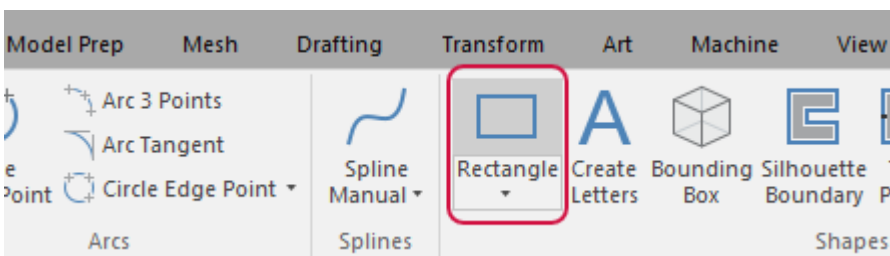 Model Prep Mesh Drafting Transform Art Machine View
Arc 3 Points
Arc Tangent
Circle Edge Point
Point
Arcs
Spline
Manual
Splines
Rectangle
Create
Letters
Bounding
Box
Silhouette
Boundary
Shapes